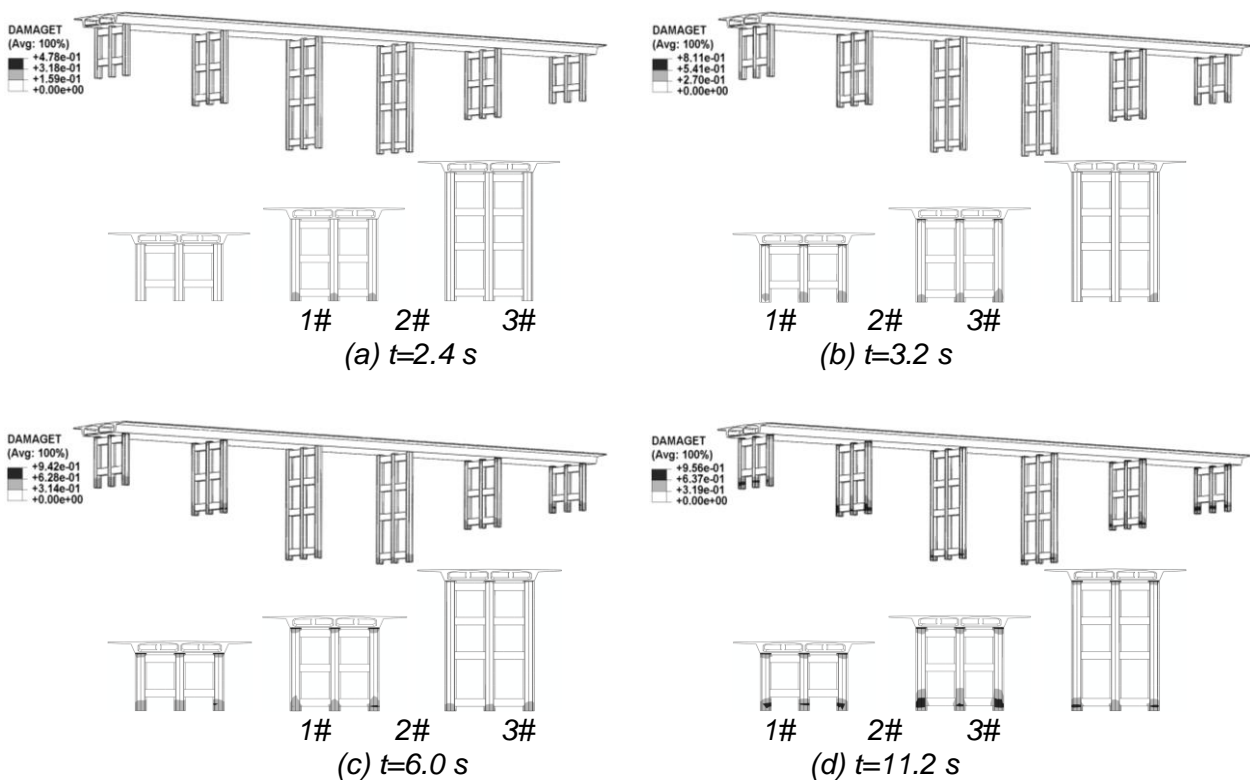 DAMAGET
(Avg: 100%)
+4.78e-01
+3.18e-01
+1.59e-01
+0.00e+00
1# 2# 3#
(a) t=2.4 s
DAMAGET
(Avg: 100%)
+8.11e-01
+5.41e-01
+2.70e-01
+0.00e+00
1# 2# 3#
(b) t=3.2 s
DAMAGET
(Avg: 100%)
+9.42e-01
+6.28e-01
+3.14e-01
+0.00e+00
1# 2# 3#
(c) t=6.0 s
DAMAGET
(Avg: 100%)
+9.56e-01
+6.37e-01
+3.19e-01
+0.00e+00
1# 2# 3#
(d) t=11.2 s